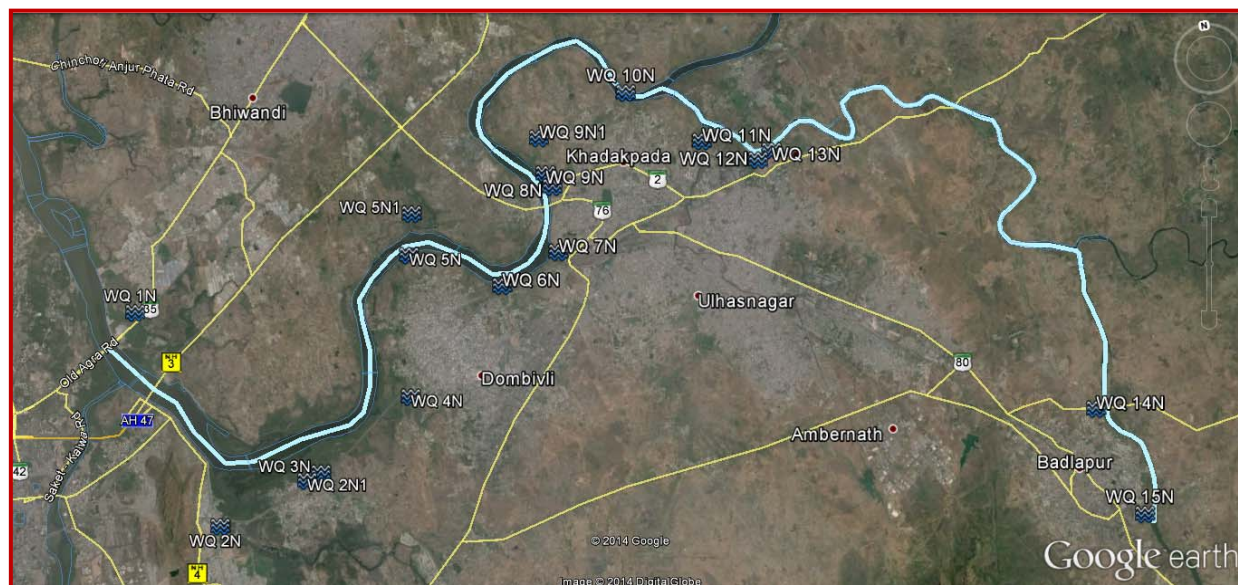 N
Chinchoti Anjur Phata Rd
Bhiwandi
WQ 10N
WQ 9N1
WQ 11N
Khadakpada
WQ 12N
WQ 13N
WQ 9N
WQ 8N
2
WQ 5N1
76
WQ 7N
WQ 5N
WQ 6N
WQ 1N
35
Ulhasnagar
Old Agra Rd
NH
3
80
Dombivli
WQ 4N
WQ 14N
AH 47
Ambernath
Saket - Kalwa Rd
42
WQ 3N
WQ 2N1
Badlapur
WQ 15N
WQ 2N
© 2014 Google
Google earth
NH
4
Image © 2014 DigitalGlobe